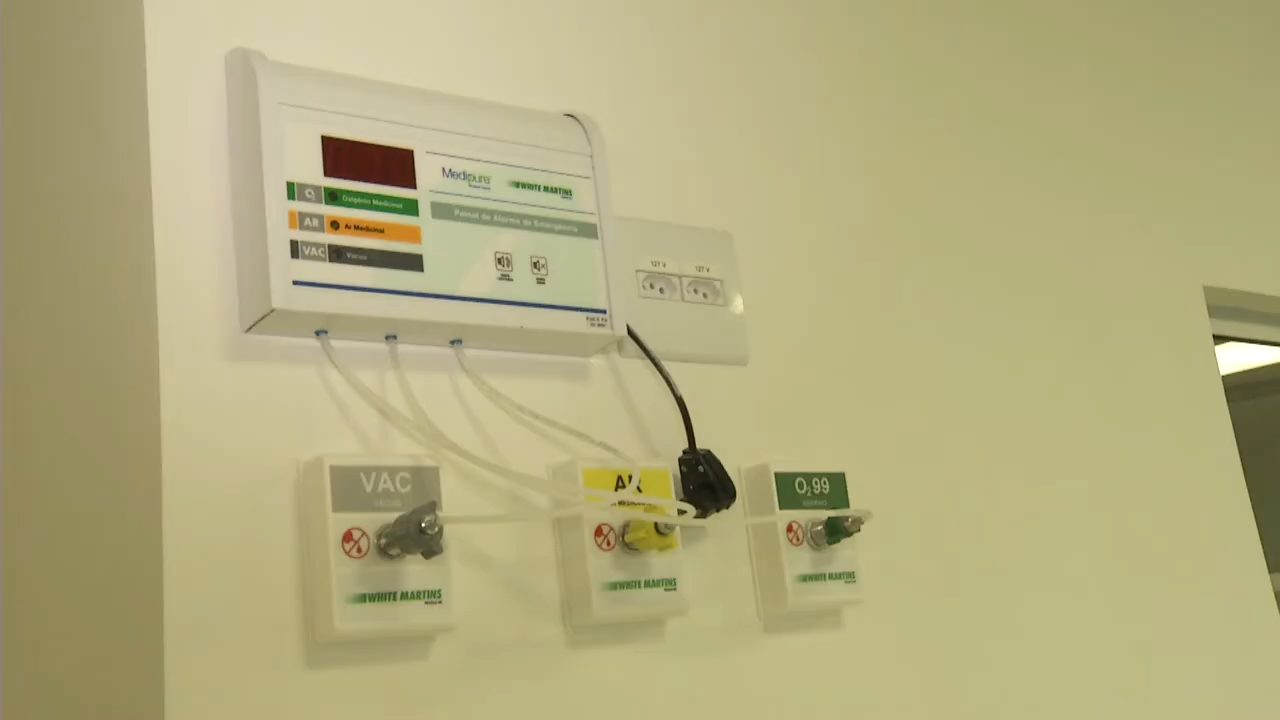 Medipure
WHITE MARTINS
O2
Oxigênio Medicinal
Painel de Alarme de Emergência
AR
Ar Medicinal
VAC
Vácuo
127 V
127 V
VAC
VÁCUO
AR
O2 99
WHITE MARTINS
WHITE MARTINS
WHITE MARTINS